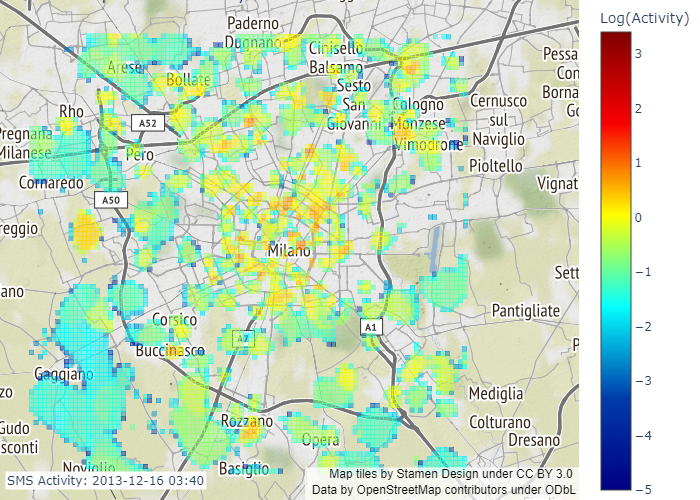 Log(Activity)
Paderno
Dugnano
Cinisello
Balsamo
Pessa
Con
Borna
Go
Arese
Bollate
Sesto
San
Giovanni
Cologno
Monzese
Cernusco
sul
Naviglio
Rho
A52
Pregnana
Milanese
Pero
Vimodrone
Pioltello
Cornaredo
Vignat
A50
reggio
Milano
Sett
ano
Pantigliate
Corsico
A7
A1
Buccinasco
P
Gaggiano
zo
Mediglia
Gudo
sconti
Rozzano
Opera
Colturano
Dresano
Noviglio
Basiglio
SMS Activity: 2013-12-16 03:40
Map tiles by Stamen Design under CC BY 3.0
Data by OpenStreetMap contributors under ODbL
3
2
1
0
−1
−2
−3
−4
−5